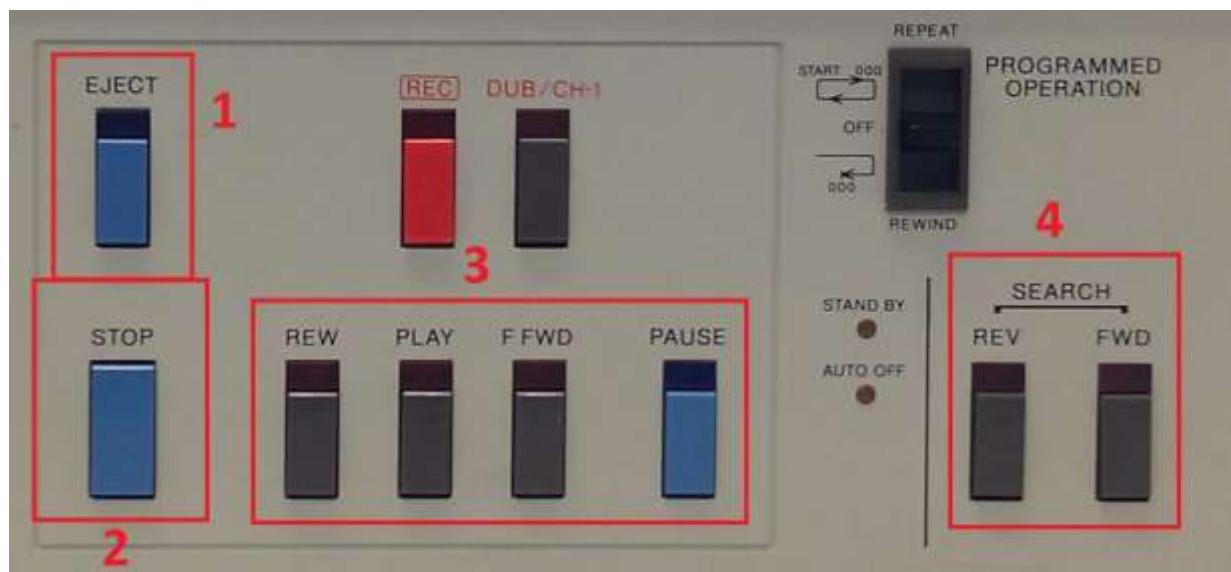 REPEAT
EJECT 1 REC DUB/CH-1 START 000 PROGRAMMED
OPERATION
OFF
000
REWIND
3 4
STOP REW PLAY F FWD PAUSE STAND BY SEARCH
AUTO OFF REV FWD
2